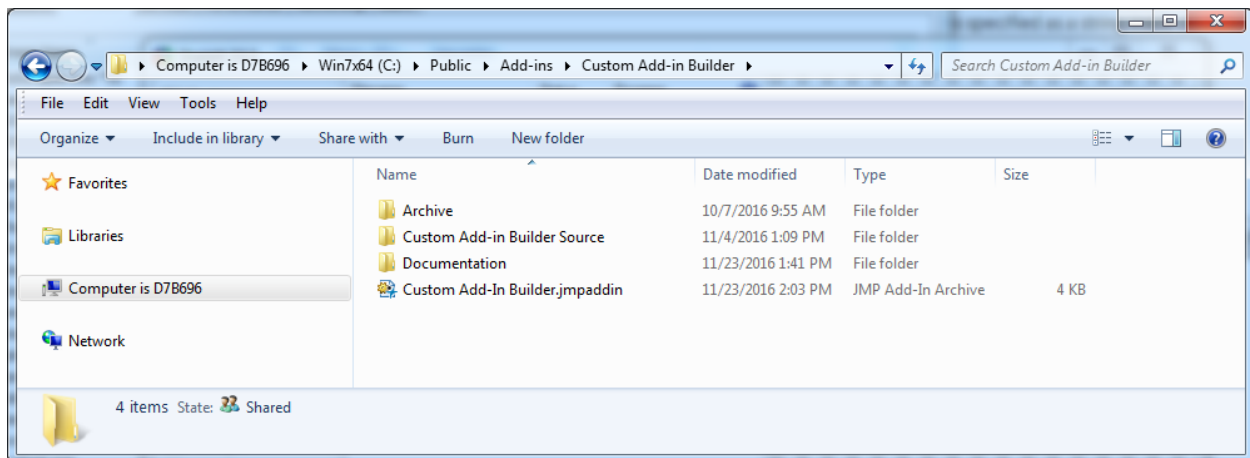 is specified as a string
Computer is D7B696 Win7x64 (C:) Public Add-ins Custom Add-in Builder Search Custom Add-in Builder
File Edit View Tools Help
Organize Include in library Share with Burn New folder
Name Date modified Type Size
Favorites
Archive 10/7/2016 9:55 AM File folder
Libraries Custom Add-in Builder Source 11/4/2016 1:09 PM File folder
Documentation 11/23/2016 1:41 PM File folder
Computer is D7B696 Custom Add-In Builder.jmpaddin 11/23/2016 2:03 PM JMP Add-In Archive 4 KB
Network
4 items State: Shared